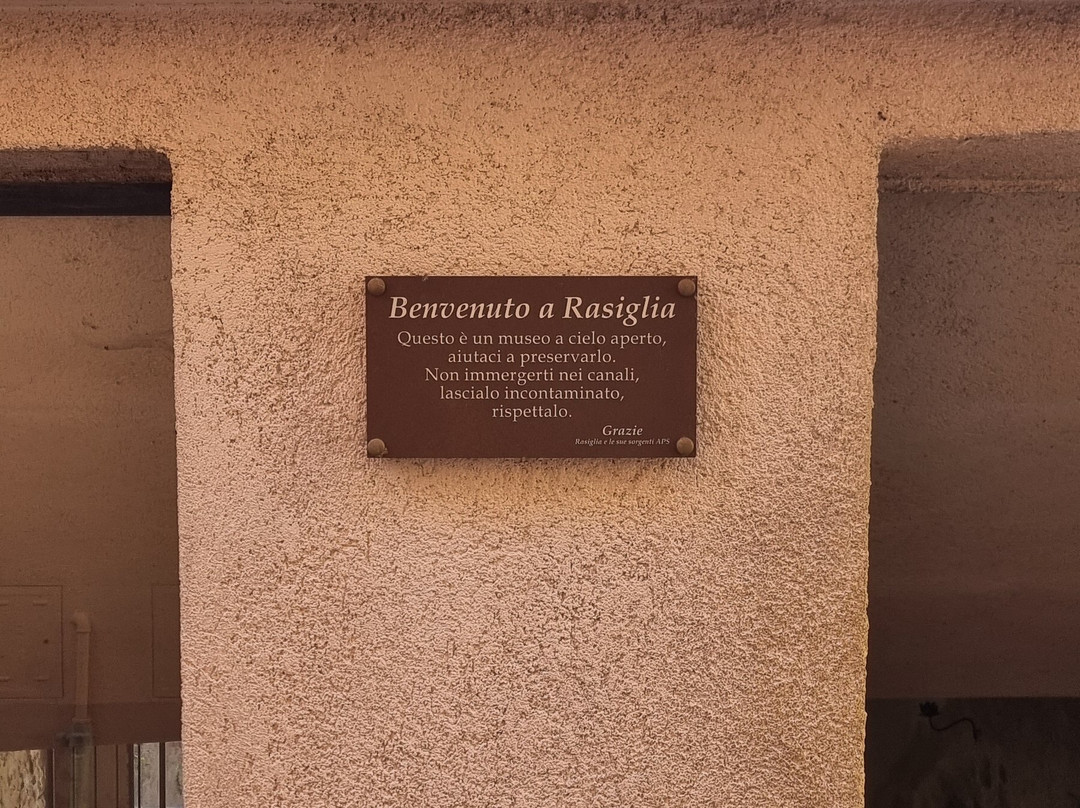 Benvenuto a Rasiglia
Questo è un museo a cielo aperto,
aiutaci a preservarlo.
Non immergerti nei canali,
lascialo incontaminato,
rispettalo.
Grazie
Rasiglia e le sue sorgenti APS